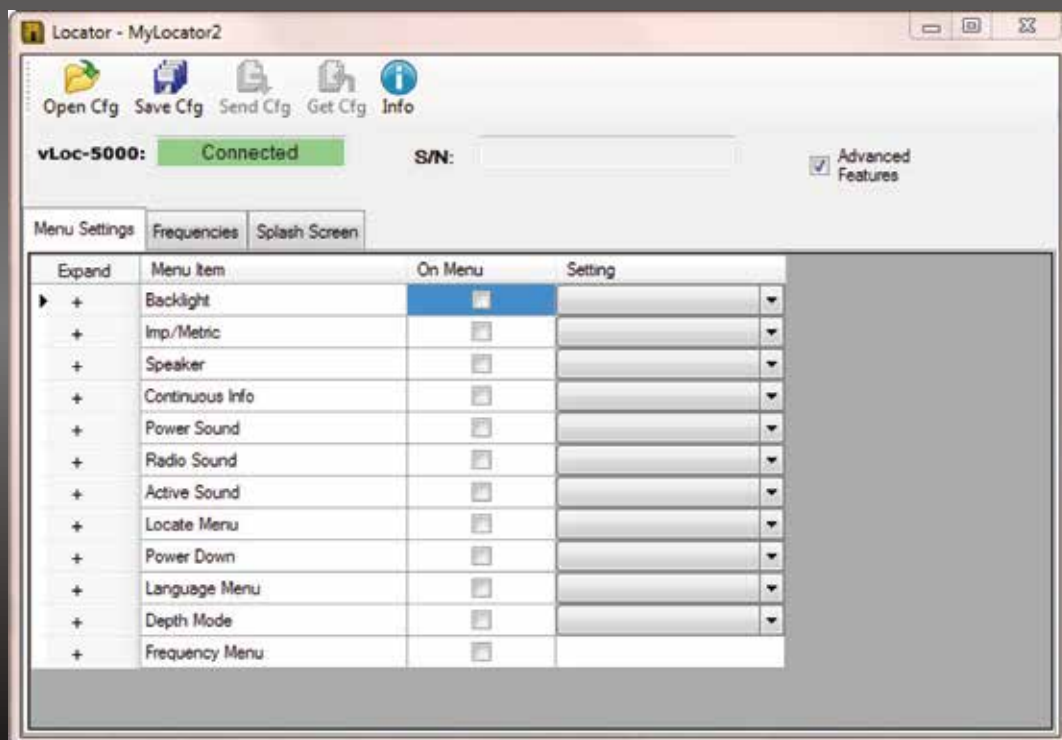 Locator - MyLocator2
Open Cfg Save Cfg Send Cfg Get Cfg Info
vLoc-5000: Connected S/N: Advanced Features
Menu Settings Frequencies Splash Screen
Expand Menu Item On Menu Setting
+ Backlight
+ Imp/Metric
+ Speaker
+ Continuous Info
+ Power Sound
+ Radio Sound
+ Active Sound
+ Locate Menu
+ Power Down
+ Language Menu
+ Depth Mode
+ Frequency Menu